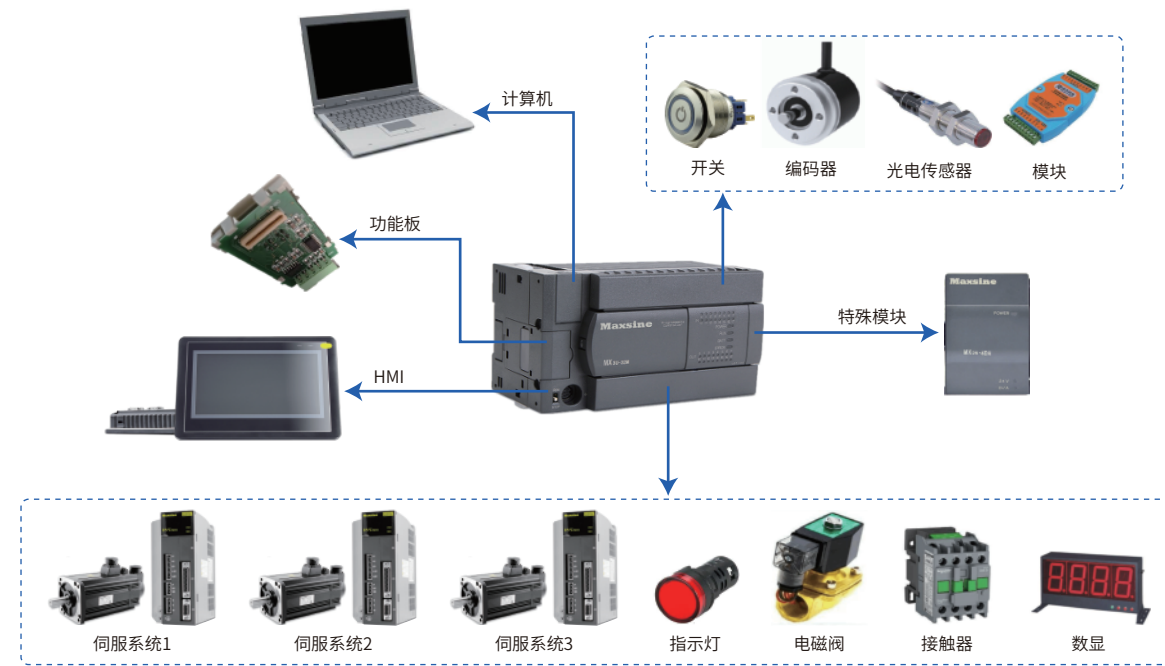 计算机
开关
编码器
光电传感器
模块
功能板
Maxsine
Maxsine
POWER
特殊模块
HMI
伺服系统1
伺服系统2
伺服系统3
指示灯
电磁阀
接触器
数显
8888